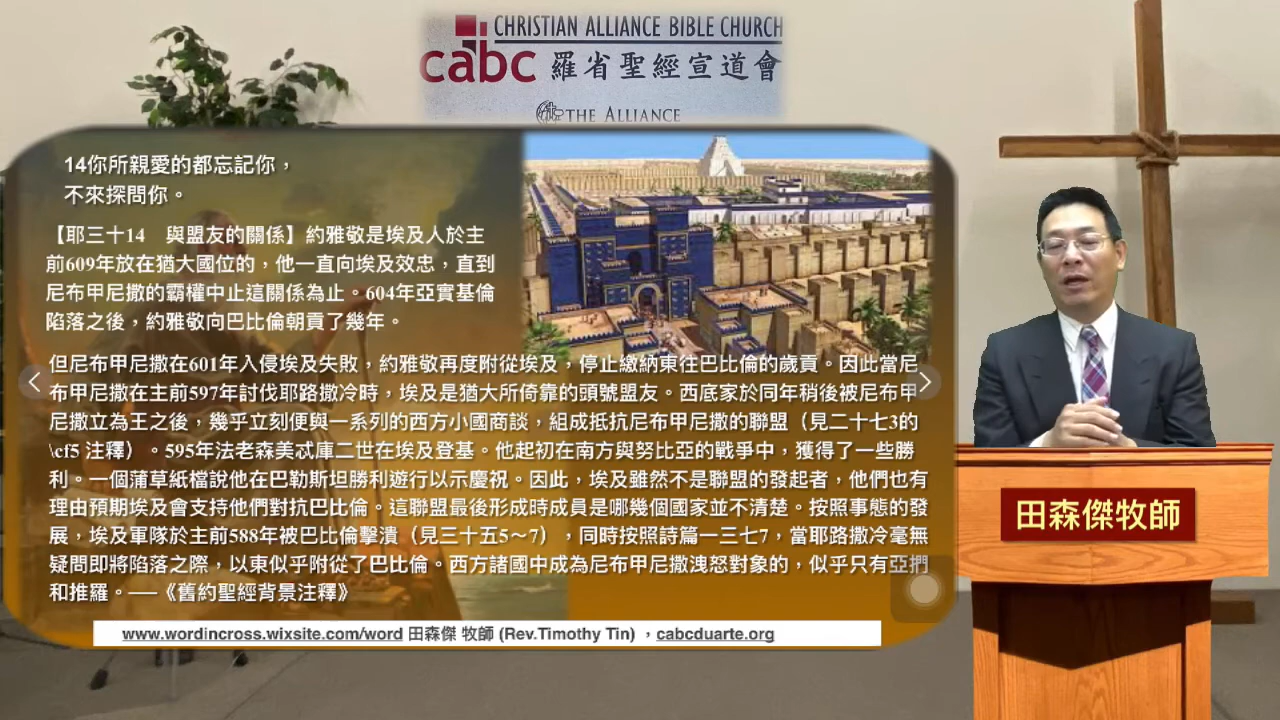 CHRISTIAN ALLIANCE BIBLE CHURCH
cabc 羅省聖經宣道會
THE ALLIANCE
14你所親愛的都忘記你，
不來探問你。
【耶三十14　與盟友的關係】約雅敬是埃及人於主
前609年放在猶大國位的，他一直向埃及效忠，直到
尼布甲尼撒的霸權中止這關係為止。604年亞實基倫
陷落之後，約雅敬向巴比倫朝貢了幾年。
但尼布甲尼撒在601年入侵埃及失敗，約雅敬再度附從埃及，停止繳納東往巴比倫的歲貢。因此當尼
布甲尼撒在主前597年討伐耶路撒冷時，埃及是猶大所倚靠的頭號盟友。西底家於同年稍後被尼布甲
尼撒立為王之後，幾乎立刻便與一系列的西方小國商談，組成抵抗尼布甲尼撒的聯盟（見二十七3的
\cf5 注釋）。595年法老森美忒庫二世在埃及登基。他起初在南方與努比亞的戰爭中，獲得了一些勝
利。一個蒲草紙檔說他在巴勒斯坦勝利遊行以示慶祝。因此，埃及雖然不是聯盟的發起者，他們也有
理由預期埃及會支持他們對抗巴比倫。這聯盟最後形成時成員是哪幾個國家並不清楚。按照事態的發
展，埃及軍隊於主前588年被巴比倫擊潰（見三十五5～7），同時按照詩篇一三七7，當耶路撒冷毫無
疑問即將陷落之際，以東似乎附從了巴比倫。西方諸國中成為尼布甲尼撒洩怒對象的，似乎只有亞捫
和推羅。──《舊約聖經背景注釋》
www.wordincross.wixsite.com/word 田森傑 牧師 (Rev.Timothy Tin) ，cabcduarte.org
田森傑牧師